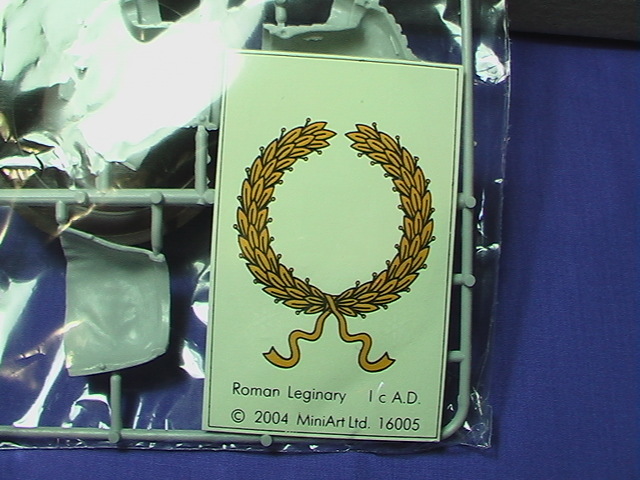 Roman Leginary I c A.D.
© 2004 MiniArt Ltd. 16005